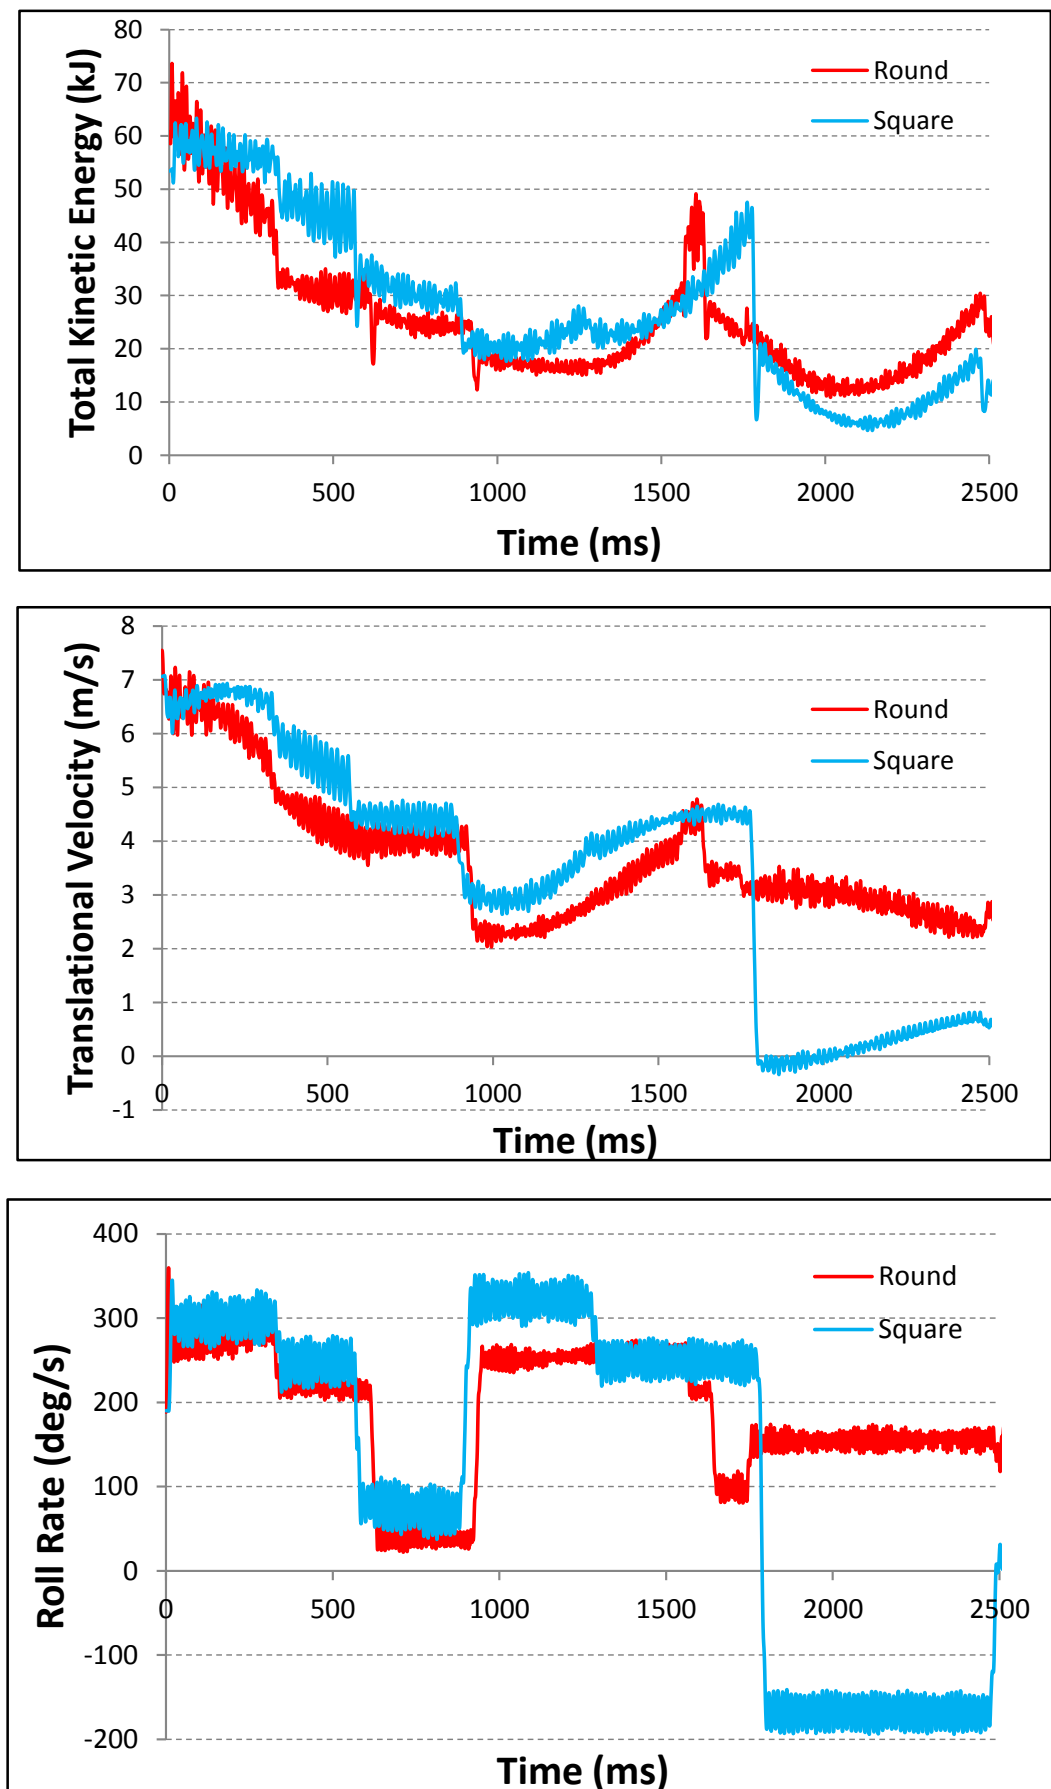 Total Kinetic Energy (kJ)
80
70
60
50
40
30
20
10
0
Round
Square
0 500 1000 1500 2000 2500
Time (ms)
Translational Velocity (m/s)
8
7
6
5
4
3
2
1
0
-1
Round
Square
0 500 1000 1500 2000 2500
Time (ms)
Roll Rate (deg/s)
400
300
200
100
0
-100
-200
Round
Square
0 500 1000 1500 2000 2500
Time (ms)